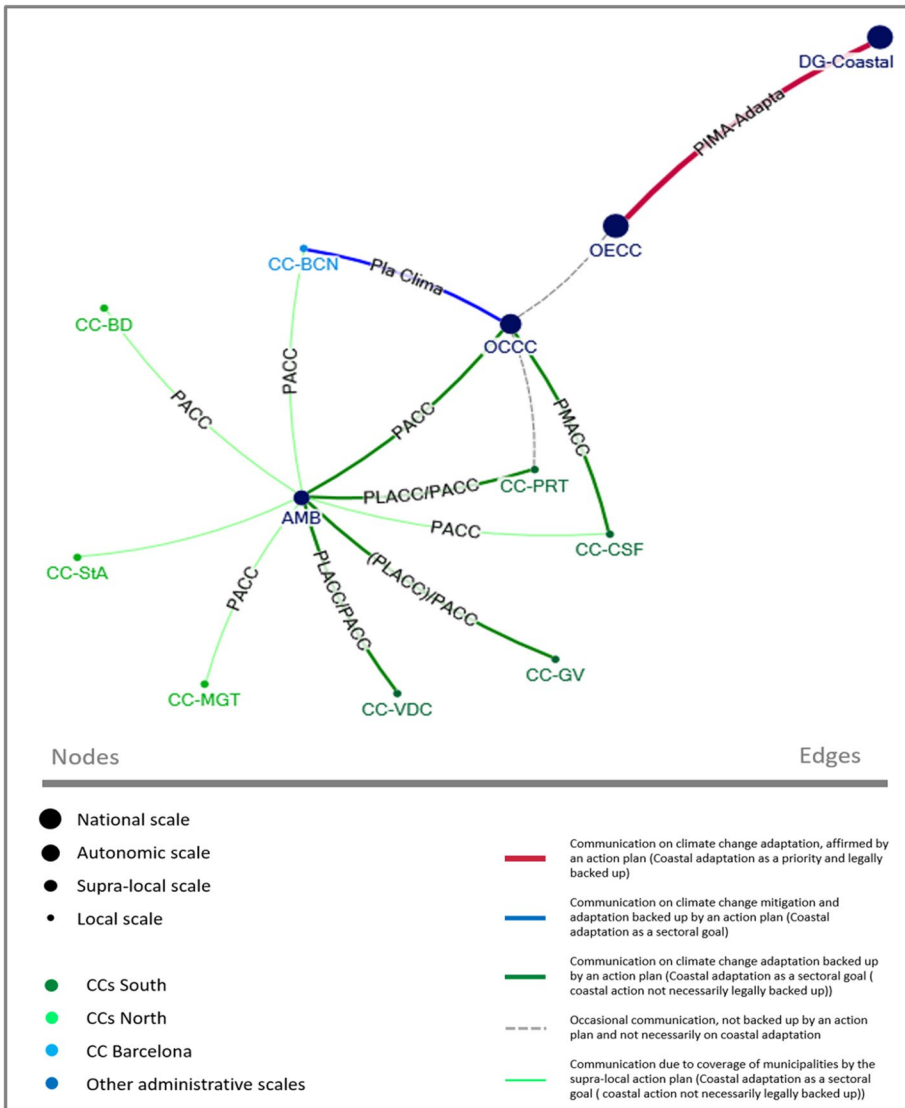 DG-Coastal
PIMA-Adapta
OECC
CC-BCN
Pla Clima
OCCC
CC-BD
PACC
PACC
PACC
PMACC
CC-PRT
PLACC/PACC
AMB
PACC
CC-CSF
CC-StA
PACC
PLACC/PACC
(PLACC)/PACC
CC-GV
CC-MGT
CC-VDC
Nodes
Edges
National scale
Autonomic scale
Supra-local scale
Local scale
CCs South
CCs North
CC Barcelona
Other administrative scales
Communication on climate change adaptation, affirmed by
an action plan (Coastal adaptation as a priority and legally
backed up)
Communication on climate change mitigation and
adaptation backed up by an action plan (Coastal
adaptation as a sectoral goal)
Communication on climate change adaptation backed up
by an action plan (Coastal adaptation as a sectoral goal (
coastal action not necessarily legally backed up))
Occasional communication, not backed up by an action
plan and not necessarily on coastal adaptation
Communication due to coverage of municipalities by the
supra-local action plan (Coastal adaptation as a sectoral
goal ( coastal action not necessarily legally backed up))